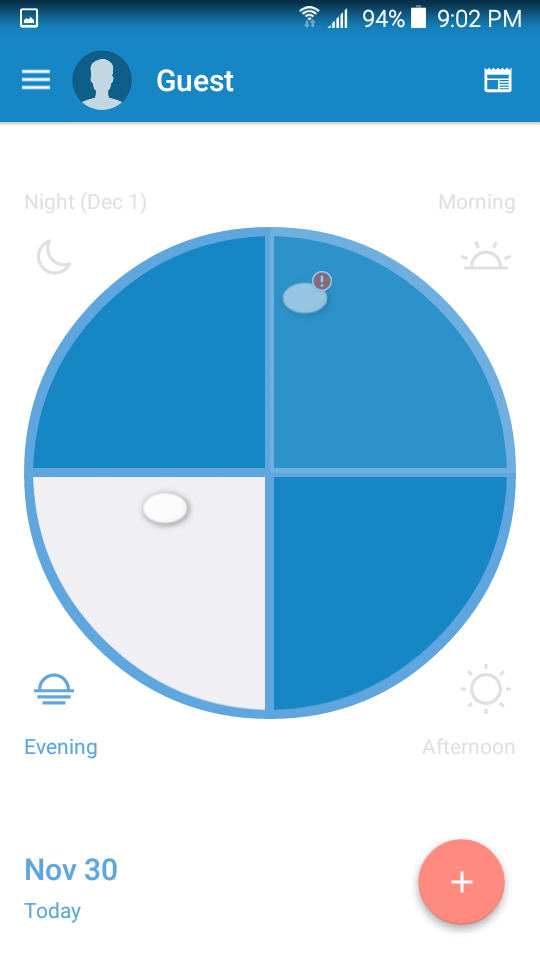 94% 9:02 PM
Guest
Night (Dec 1) Morning
Evening Afternoon
Nov 30
Today